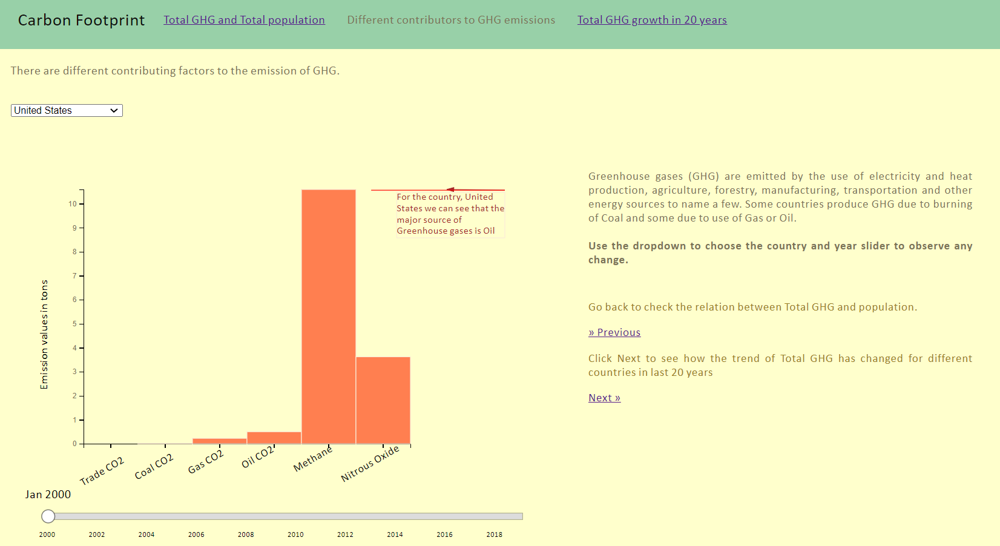 Carbon Footprint Total GHG and Total population Different contributors to GHG emissions Total GHG growth in 20 years
There are different contributing factors to the emission of GHG.
United States
Greenhouse gases (GHG) are emitted by the use of electricity and heat
production, agriculture, forestry, manufacturing, transportation and other
energy sources to name a few. Some countries produce GHG due to burning
of Coal and some due to use of Gas or Oil.
Use the dropdown to choose the country and year slider to observe any
change.
Go back to check the relation between Total GHG and population.
» Previous
Click Next to see how the trend of Total GHG has changed for different
countries in last 20 years
Next »
For the country, United
States we can see that the
major source of
Greenhouse gases is Oil
Emission values in tons
10
9
8
7
6
5
4
3
2
1
0
Trade CO2 Coal CO2 Gas CO2 Oil CO2 Methane Nitrous Oxide
Jan 2000
2000 2002 2004 2006 2008 2010 2012 2014 2016 2018